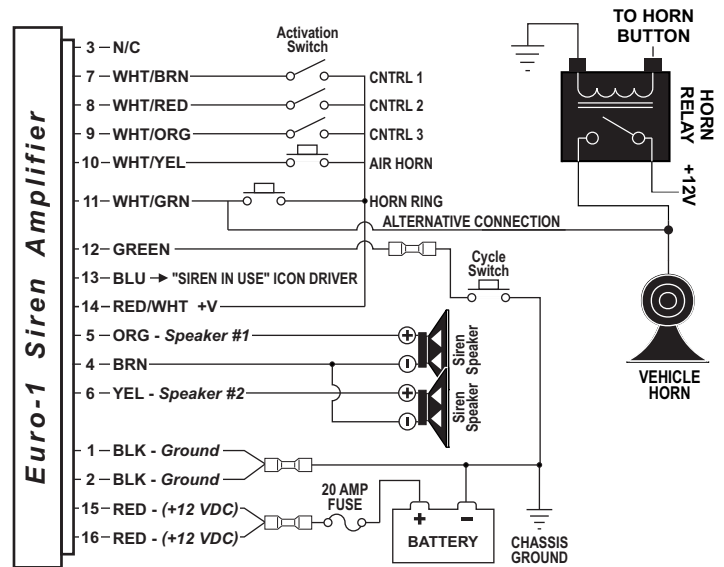 Euro-1 Siren Amplifier
Activation
Switch
3 – N/C
7 – WHT/BRN
CNTRL 1
8 – WHT/RED
CNTRL 2
9 – WHT/ORG
CNTRL 3
10 – WHT/YEL
AIR HORN
11 – WHT/GRN
HORN RING
ALTERNATIVE CONNECTION
12 – GREEN
Cycle
Switch
13 – BLU → "SIREN IN USE" ICON DRIVER
14 – RED/WHT +V
5 – ORG - Speaker #1
4 – BRN
6 – YEL - Speaker #2
+
-
Siren
Speaker
+
-
Siren
Speaker
1 – BLK - Ground
2 – BLK - Ground
15 – RED - (+12 VDC)
16 – RED - (+12 VDC)
20 AMP
FUSE
+ –
BATTERY
CHASSIS
GROUND
TO HORN
BUTTON
HORN
RELAY
+12V
VEHICLE
HORN